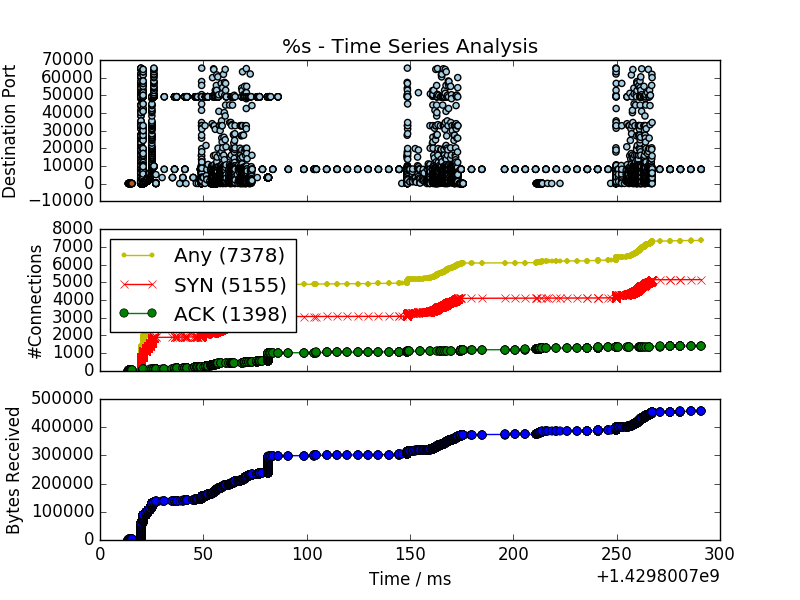 %s - Time Series Analysis
70000
60000
50000
40000
30000
20000
10000
0
−10000
Destination Port
8000
7000
6000
5000
4000
3000
2000
1000
0
#Connections
Any (7378)
SYN (5155)
ACK (1398)
500000
400000
300000
200000
100000
0
Bytes Received
0 50 100 150 200 250 300
Time / ms
+1.4298007e9